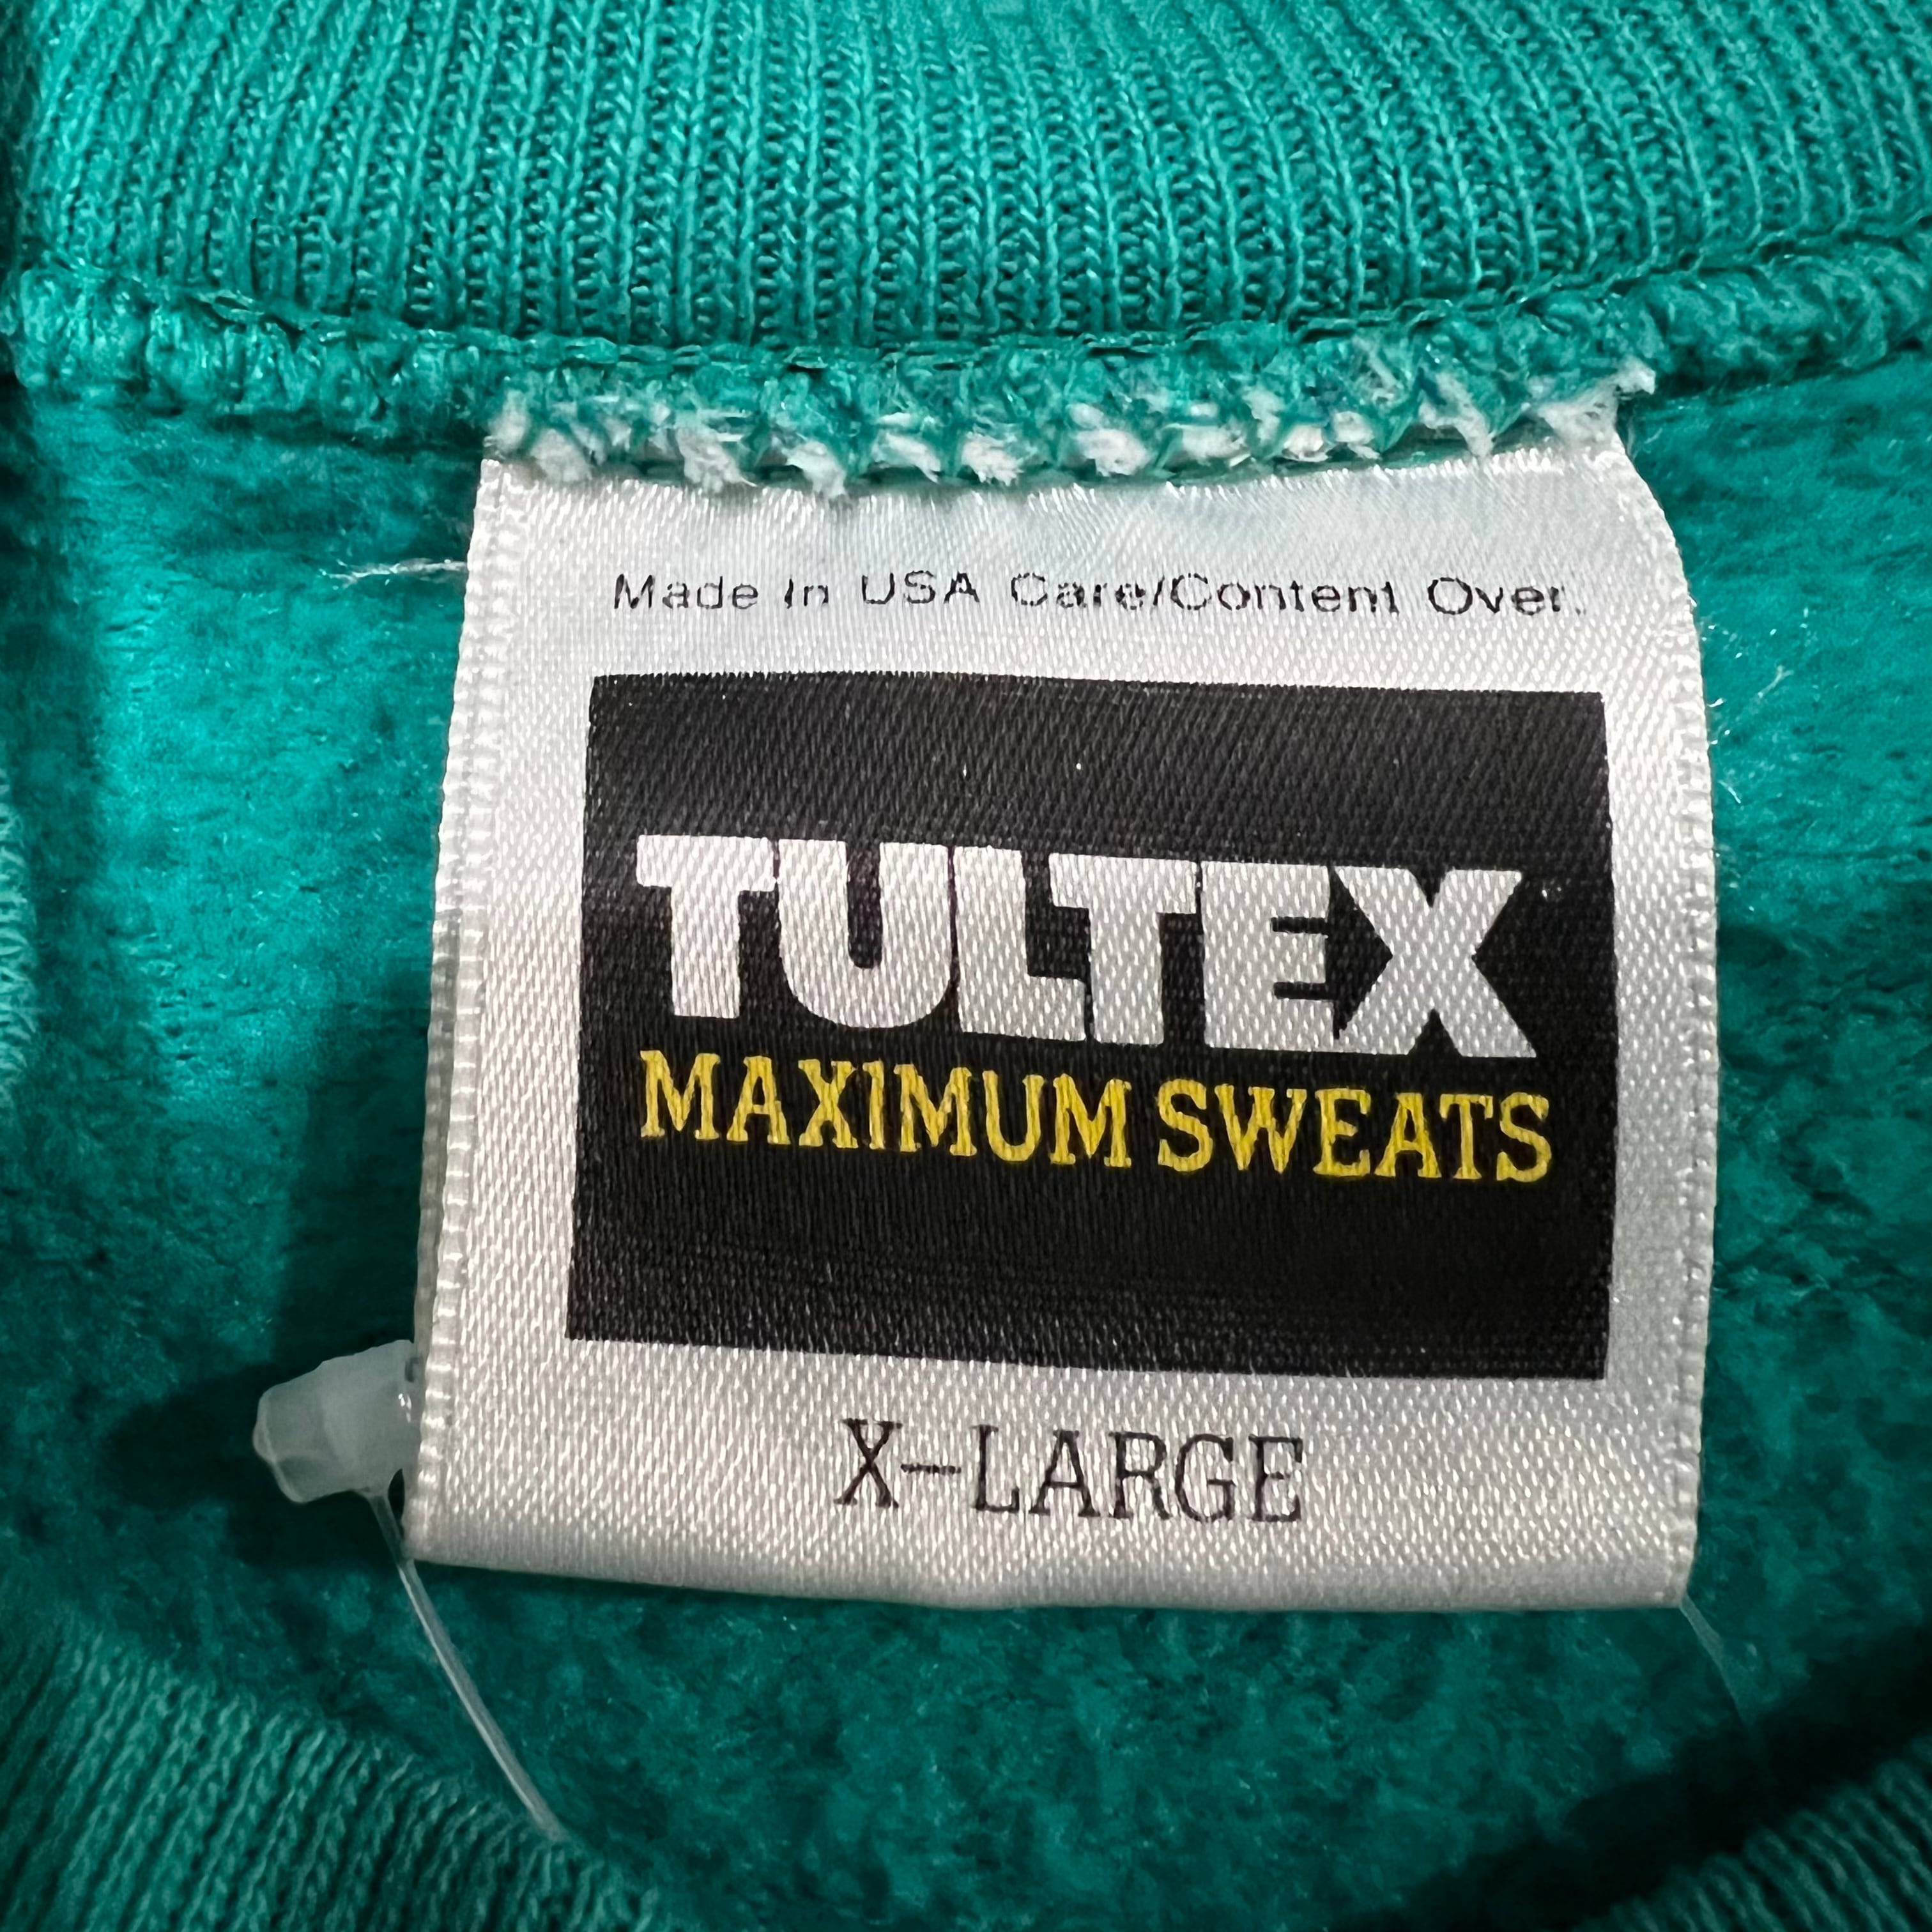 Made In USA Care/Content Over.
TULTEX
MAXIMUM SWEATS
X-LARGE